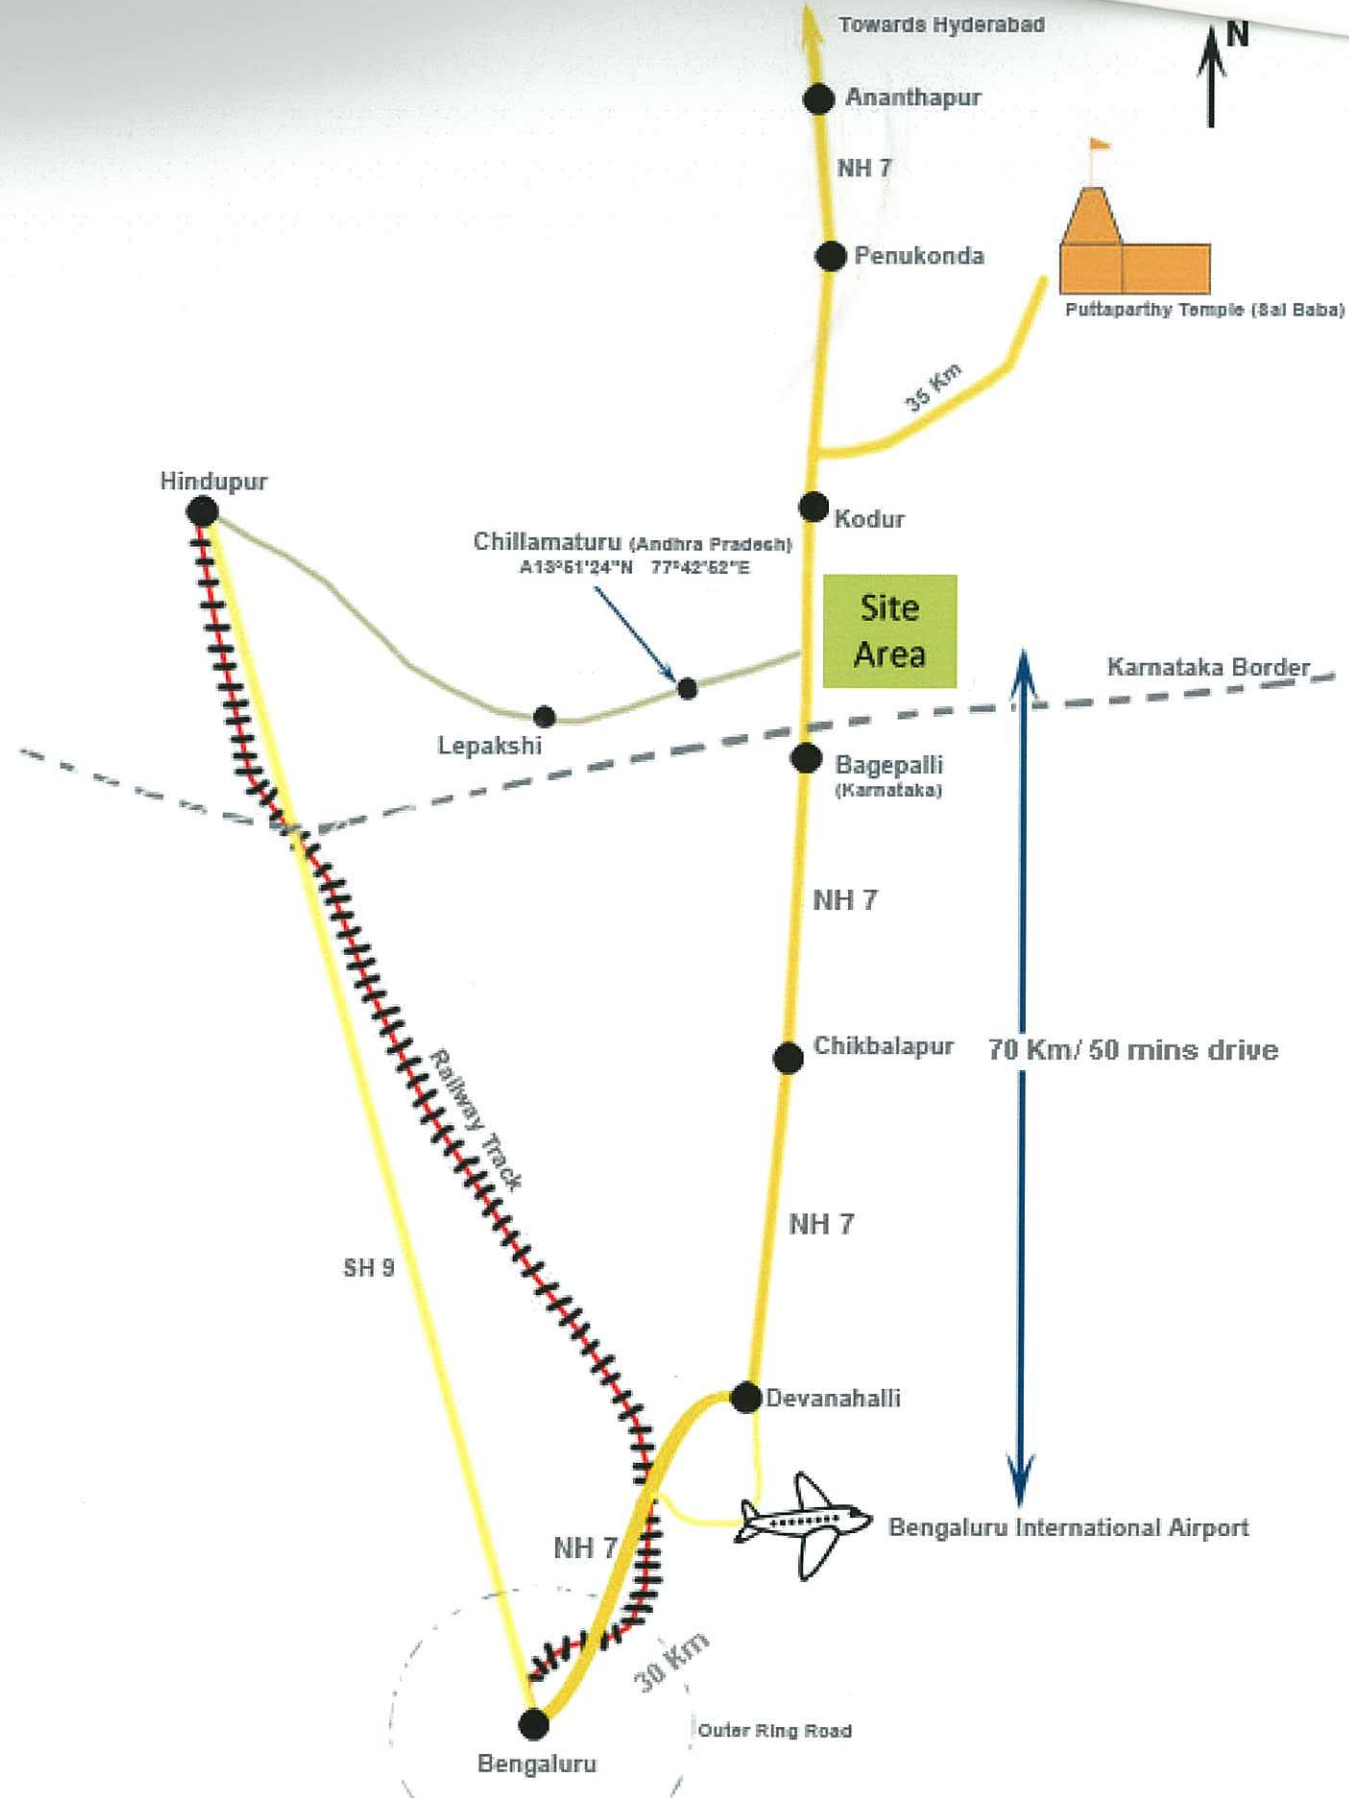 Towards Hyderabad
N
Ananthapur
NH 7
Penukonda
Puttaparthy Temple (Sai Baba)
35 Km
Hindupur
Kodur
Chillamaturu (Andhra Pradesh)
A13°51'24"N 77°42'52"E
Site
Area
Karnataka Border
Lepakshi
Bagepalli
(Karnataka)
NH 7
Chikbalapur
70 Km/ 50 mins drive
Railway Track
NH 7
SH 9
Devanahalli
Bengaluru International Airport
NH 7
30 Km
Outer Ring Road
Bengaluru